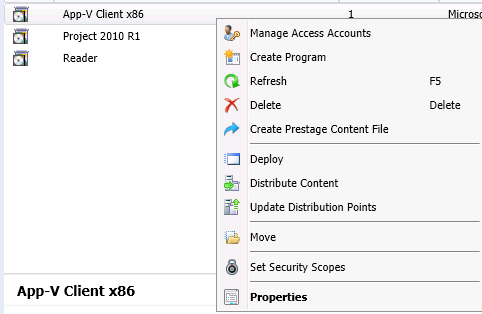 App-V Client x86 1 Microso
Project 2010 R1
Reader
Manage Access Accounts
Create Program
Refresh F5
Delete Delete
Create Prestage Content File
Deploy
Distribute Content
Update Distribution Points
Move
Set Security Scopes
Properties
App-V Client x86